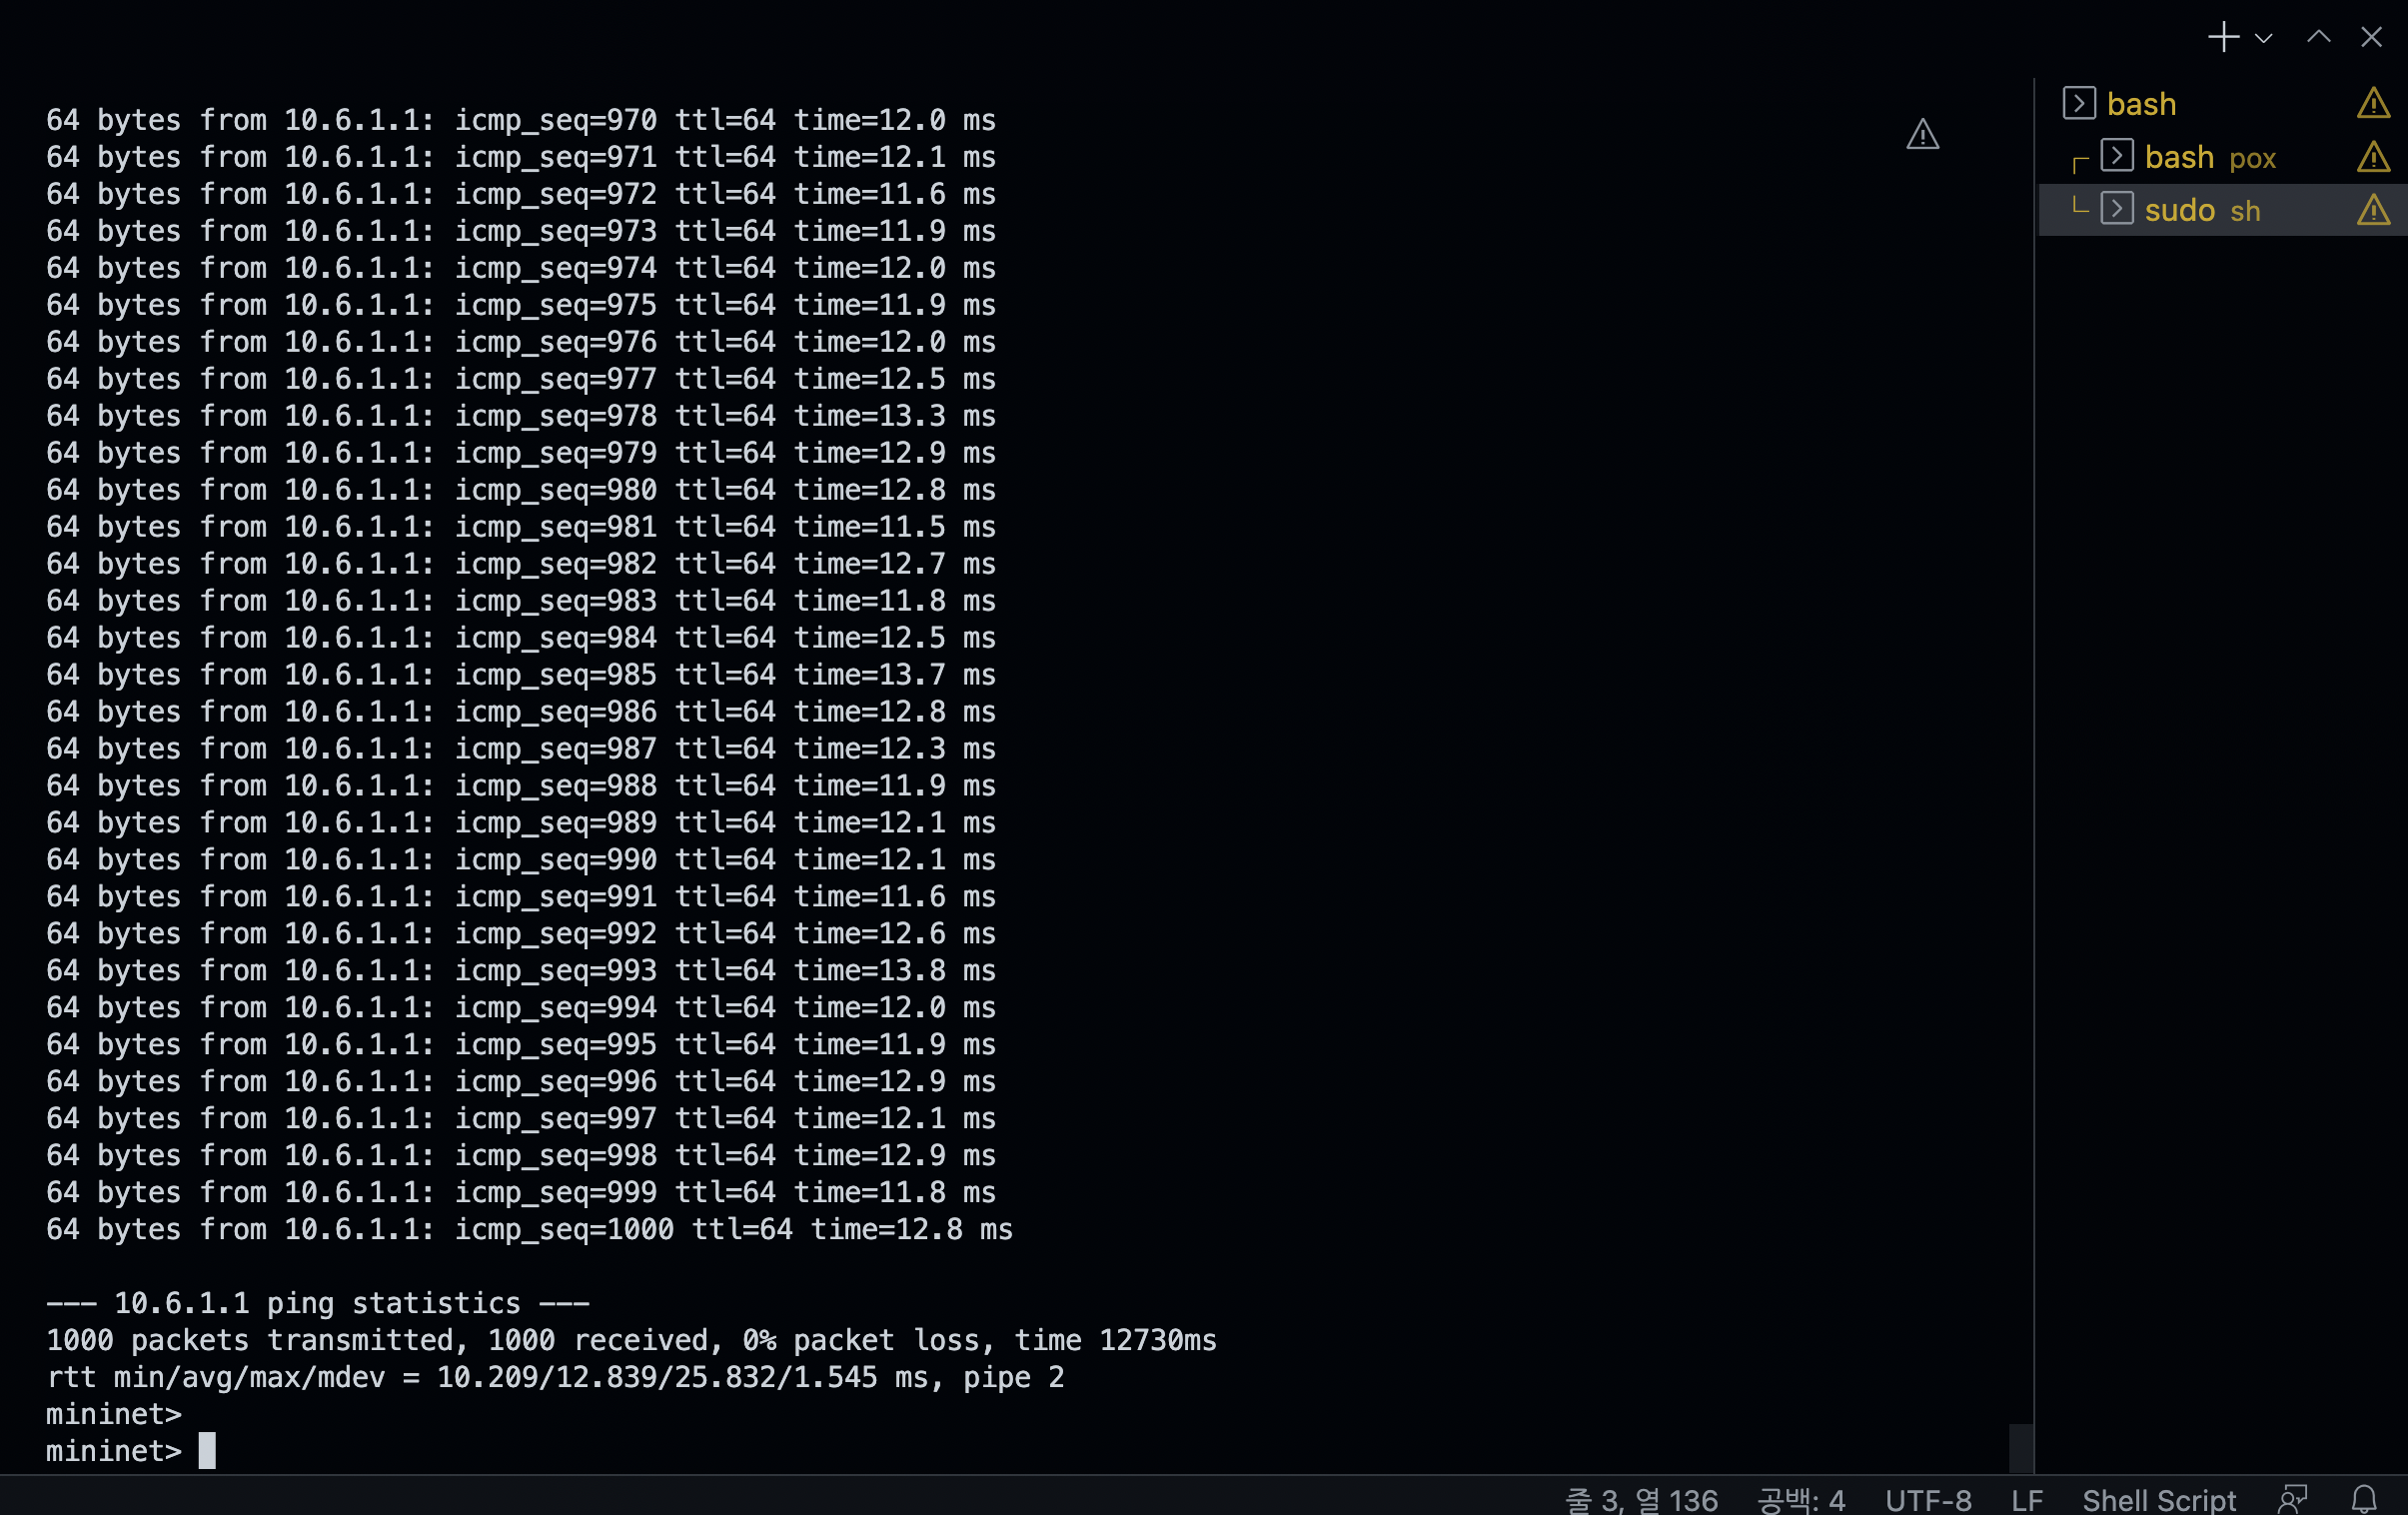 64 bytes from 10.6.1.1: icmp_seq=970 ttl=64 time=12.0 ms
64 bytes from 10.6.1.1: icmp_seq=971 ttl=64 time=12.1 ms
64 bytes from 10.6.1.1: icmp_seq=972 ttl=64 time=11.6 ms
64 bytes from 10.6.1.1: icmp_seq=973 ttl=64 time=11.9 ms
64 bytes from 10.6.1.1: icmp_seq=974 ttl=64 time=12.0 ms
64 bytes from 10.6.1.1: icmp_seq=975 ttl=64 time=11.9 ms
64 bytes from 10.6.1.1: icmp_seq=976 ttl=64 time=12.0 ms
64 bytes from 10.6.1.1: icmp_seq=977 ttl=64 time=12.5 ms
64 bytes from 10.6.1.1: icmp_seq=978 ttl=64 time=13.3 ms
64 bytes from 10.6.1.1: icmp_seq=979 ttl=64 time=12.9 ms
64 bytes from 10.6.1.1: icmp_seq=980 ttl=64 time=12.8 ms
64 bytes from 10.6.1.1: icmp_seq=981 ttl=64 time=11.5 ms
64 bytes from 10.6.1.1: icmp_seq=982 ttl=64 time=12.7 ms
64 bytes from 10.6.1.1: icmp_seq=983 ttl=64 time=11.8 ms
64 bytes from 10.6.1.1: icmp_seq=984 ttl=64 time=12.5 ms
64 bytes from 10.6.1.1: icmp_seq=985 ttl=64 time=13.7 ms
64 bytes from 10.6.1.1: icmp_seq=986 ttl=64 time=12.8 ms
64 bytes from 10.6.1.1: icmp_seq=987 ttl=64 time=12.3 ms
64 bytes from 10.6.1.1: icmp_seq=988 ttl=64 time=11.9 ms
64 bytes from 10.6.1.1: icmp_seq=989 ttl=64 time=12.1 ms
64 bytes from 10.6.1.1: icmp_seq=990 ttl=64 time=12.1 ms
64 bytes from 10.6.1.1: icmp_seq=991 ttl=64 time=11.6 ms
64 bytes from 10.6.1.1: icmp_seq=992 ttl=64 time=12.6 ms
64 bytes from 10.6.1.1: icmp_seq=993 ttl=64 time=13.8 ms
64 bytes from 10.6.1.1: icmp_seq=994 ttl=64 time=12.0 ms
64 bytes from 10.6.1.1: icmp_seq=995 ttl=64 time=11.9 ms
64 bytes from 10.6.1.1: icmp_seq=996 ttl=64 time=12.9 ms
64 bytes from 10.6.1.1: icmp_seq=997 ttl=64 time=12.1 ms
64 bytes from 10.6.1.1: icmp_seq=998 ttl=64 time=12.9 ms
64 bytes from 10.6.1.1: icmp_seq=999 ttl=64 time=11.8 ms
64 bytes from 10.6.1.1: icmp_seq=1000 ttl=64 time=12.8 ms
--- 10.6.1.1 ping statistics ---
1000 packets transmitted, 1000 received, 0% packet loss, time 12730ms
rtt min/avg/max/mdev = 10.209/12.839/25.832/1.545 ms, pipe 2
mininet>
mininet>
bash
bash pox
sudo sh
줄 3, 열 136 공백: 4 UTF-8 LF Shell Script